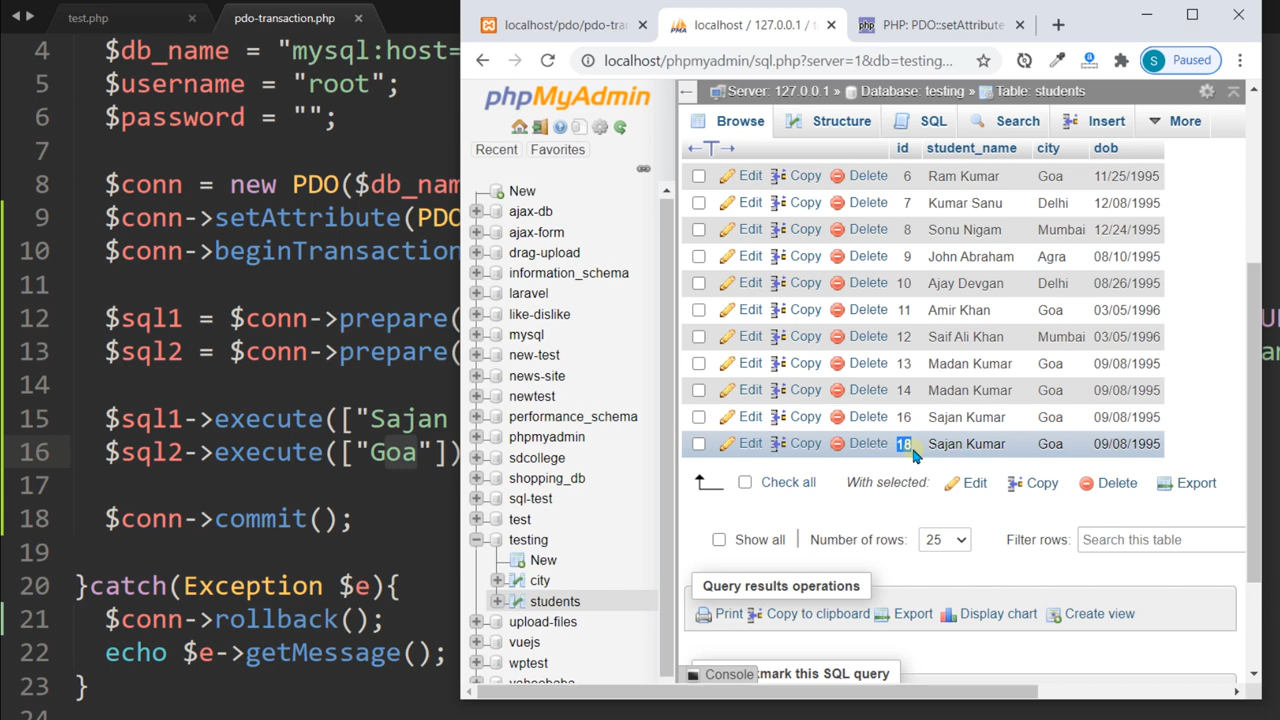 test.php
pdo-transaction.php
4 $db_name = "mysql:host=
5 $username = "root";
6 $password = "";
7
8 $conn = new PDO($db_na
9 $conn->setAttribute(PDO
10 $conn->beginTransaction
11
12 $sql1 = $conn->prepare(
13 $sql2 = $conn->prepare(
14
15 $sql1->execute(["Sajan
16 $sql2->execute(["Goa"])
17
18 $conn->commit();
19
20 }catch(Exception $e){
21 $conn->rollback();
22 echo $e->getMessage();
23 }
localhost/pdo/pdo-tra
localhost / 127.0.0.1 / t
PHP: PDO::setAttribute
localhost/phpmyadmin/sql.php?server=1&db=testing...
S Paused
phpMyAdmin
Recent Favorites
New
ajax-db
ajax-form
drag-upload
information_schema
laravel
like-dislike
mysql
new-test
news-site
newtest
performance_schema
phpmyadmin
sdcollege
shopping_db
sql-test
test
testing
New
city
students
upload-files
vuejs
wptest
Server: 127.0.0.1 » Database: testing » Table: students
Browse Structure SQL Search Insert More
id student_name city dob
Edit Copy Delete 6 Ram Kumar Goa 11/25/1995
Edit Copy Delete 7 Kumar Sanu Delhi 12/08/1995
Edit Copy Delete 8 Sonu Nigam Mumbai 12/24/1995
Edit Copy Delete 9 John Abraham Agra 08/10/1995
Edit Copy Delete 10 Ajay Devgan Delhi 08/26/1995
Edit Copy Delete 11 Amir Khan Goa 03/05/1996
Edit Copy Delete 12 Saif Ali Khan Mumbai 03/05/1996
Edit Copy Delete 13 Madan Kumar Goa 09/08/1995
Edit Copy Delete 14 Madan Kumar Goa 09/08/1995
Edit Copy Delete 16 Sajan Kumar Goa 09/08/1995
Edit Copy Delete 18 Sajan Kumar Goa 09/08/1995
Check all With selected: Edit Copy Delete Export
Show all Number of rows: 25 Filter rows: Search this table
Query results operations
Print Copy to clipboard Export Display chart Create view
Console
mark this SQL query